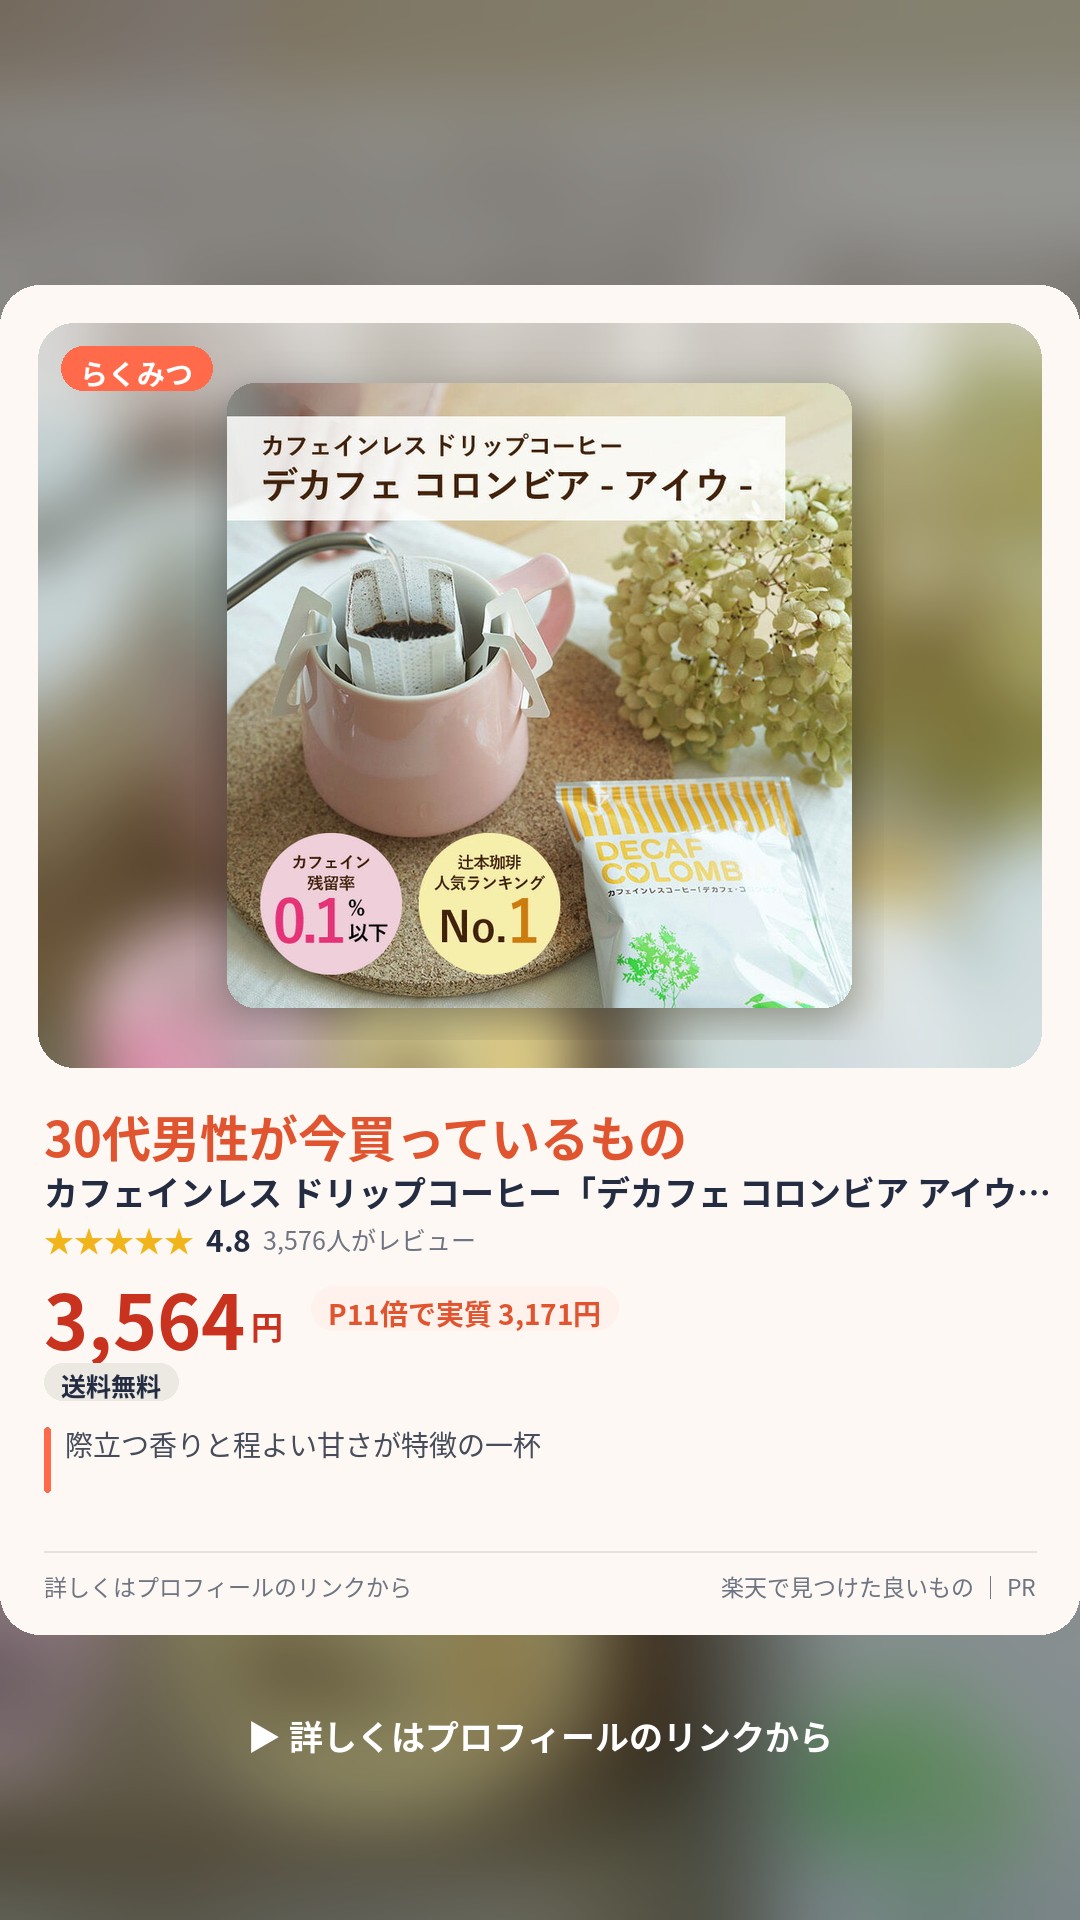 らくみつ
カフェインレス ドリップコーヒー
デカフェ コロンビア - アイウ -
カフェイン
残留率
0.1%以下
辻本珈琲
人気ランキング
No.1
DECAF
COLOMB
30代男性が今買っているもの
カフェインレス ドリップコーヒー「デカフェ コロンビア アイウ…
★★★★★ 4.8 3,576人がレビュー
3,564円 P11倍で実質 3,171円
送料無料
際立つ香りと程よい甘さが特徴の一杯
詳しくはプロフィールのリンクから
楽天で見つけた良いもの｜PR
▶ 詳しくはプロフィールのリンクから